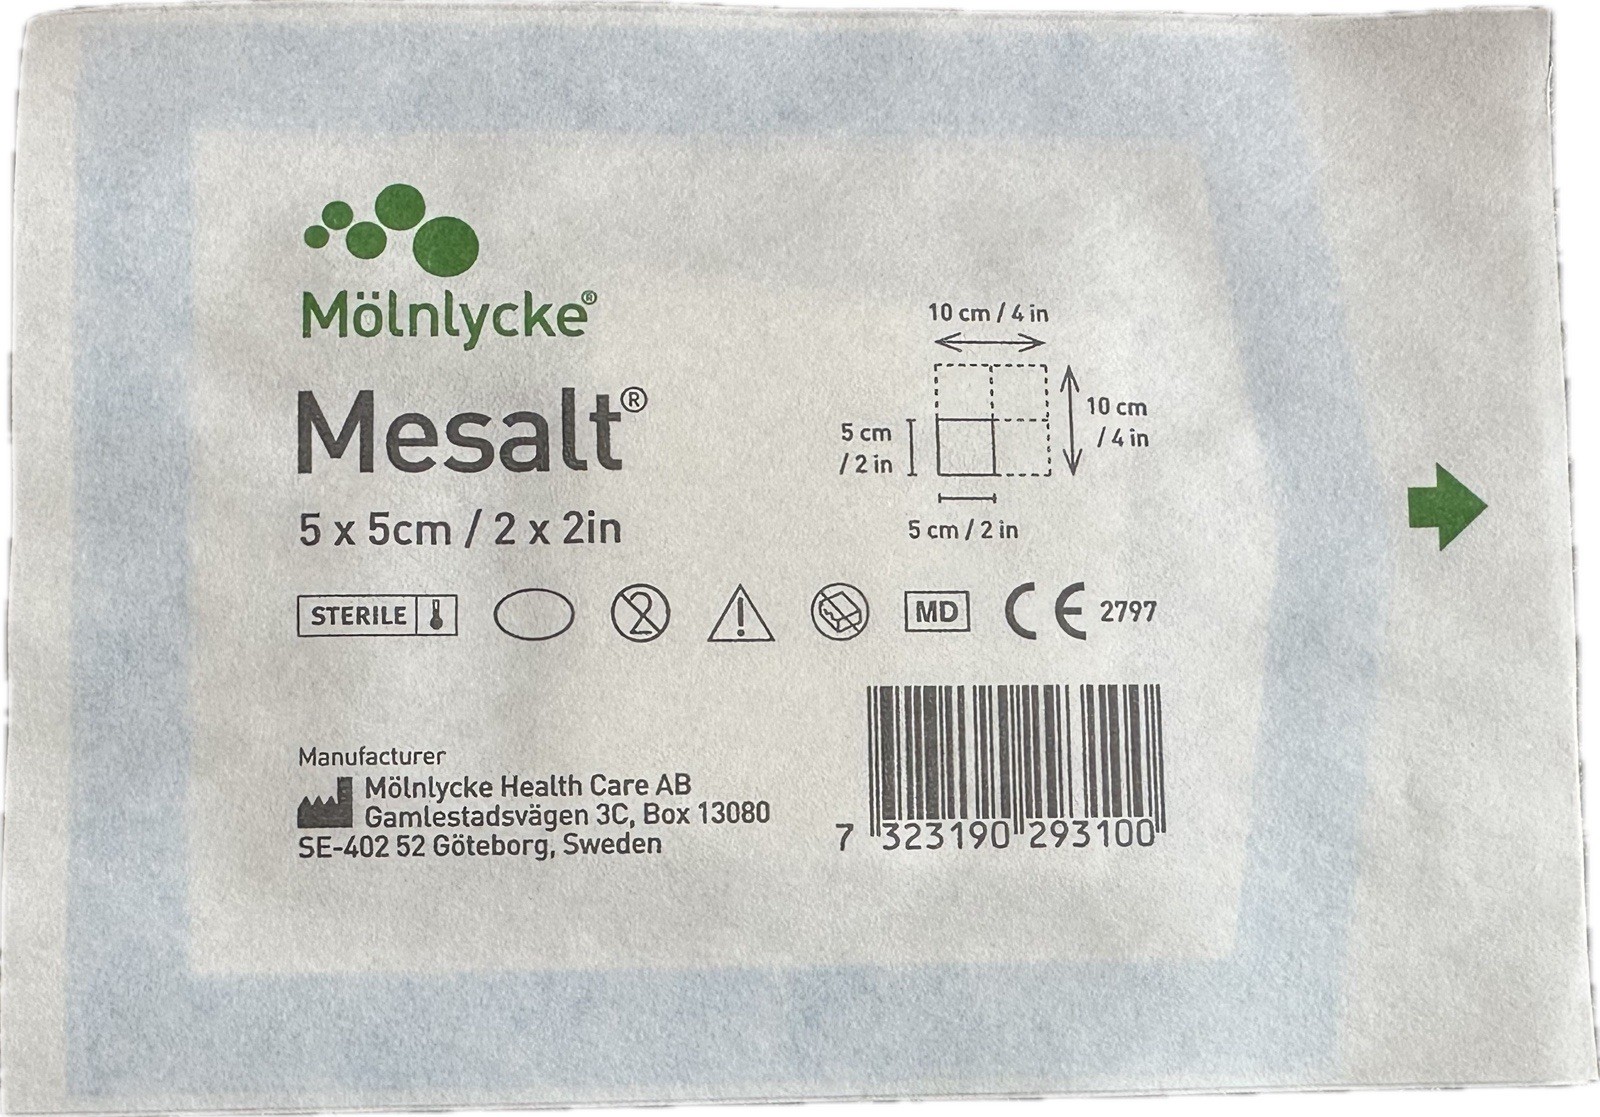 Mölnlycke®
Mesalt®
5 x 5cm / 2 x 2in
10 cm / 4 in
10 cm
/ 4 in
5 cm
/ 2 in
5 cm / 2 in
STERILE
2
!
MD
CE 2797
Manufacturer
Mölnlycke Health Care AB
Gamlestadsvägen 3C, Box 13080
SE-402 52 Göteborg, Sweden
7 323190 293100